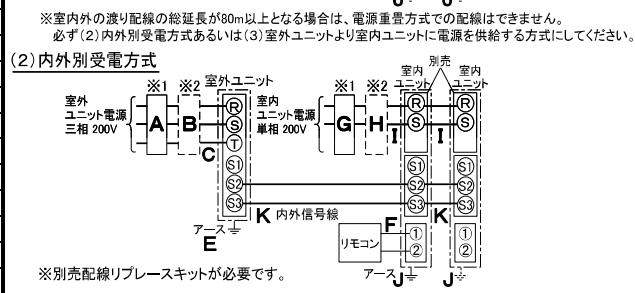 ※室内外の渡り配線の総延長が80m以上となる場合は、電源重畳方式での配線はできません。
必ず(2)内外別受電方式あるいは(3)室外ユニットより室内ユニットに電源を供給する方式にしてください。
(2)内外別受電方式
別売
室外ユニット
室内
ユニット
室内
ユニット
※1 ※2
※1 ※2
室外
ユニット電源
三相 200V
A B C
R
S
T
S1
S2
S3
室内
ユニット電源
単相 200V
G H I I
R
S
S1
S2
S3
①
②
R
S
S1
S2
S3
①
②
K 内外信号線
K
F
リモコン
アース
E
アース
J J
※別売配線リプレースキットが必要です。